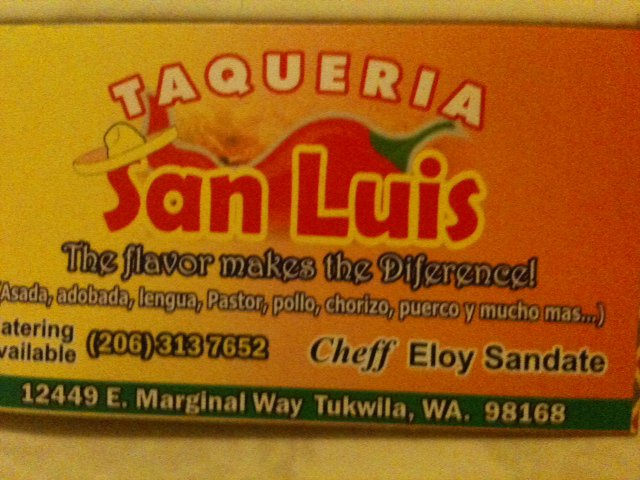 TAQUERIA
San Luis
The flavor makes the Diference!
(Asada, adobada, lengua, Pastor, pollo, chorizo, puerco y mucho mas...)
atering
vailable
(206) 313 7652
Cheff Eloy Sandate
12449 E. Marginal Way Tukwila, WA. 98168